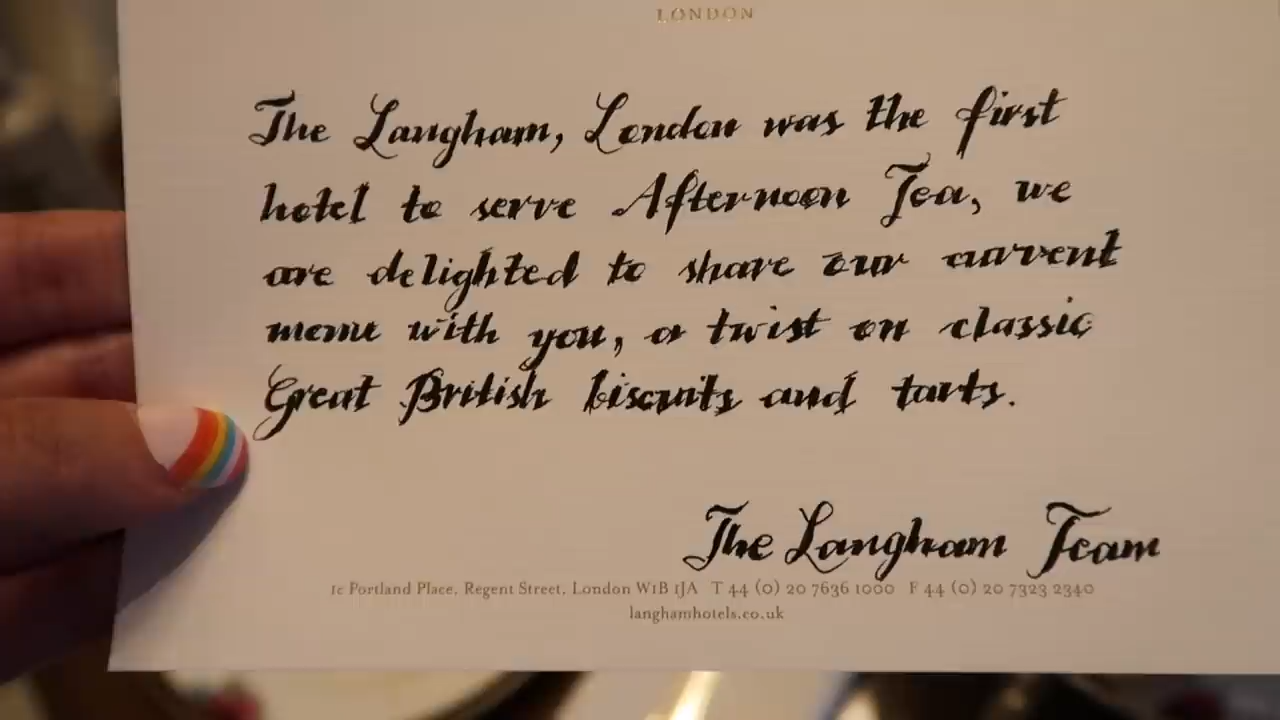 LONDON
The Langham, London was the first
hotel to serve Afternoon Tea, we
are delighted to share our current
menu with you, a twist on classic
Great British biscuits and tarts.
The Langham Team
1c Portland Place, Regent Street, London W1B 1JA T 44 (0) 20 7636 1000 F 44 (0) 20 7323 2340
langhamhotels.co.uk